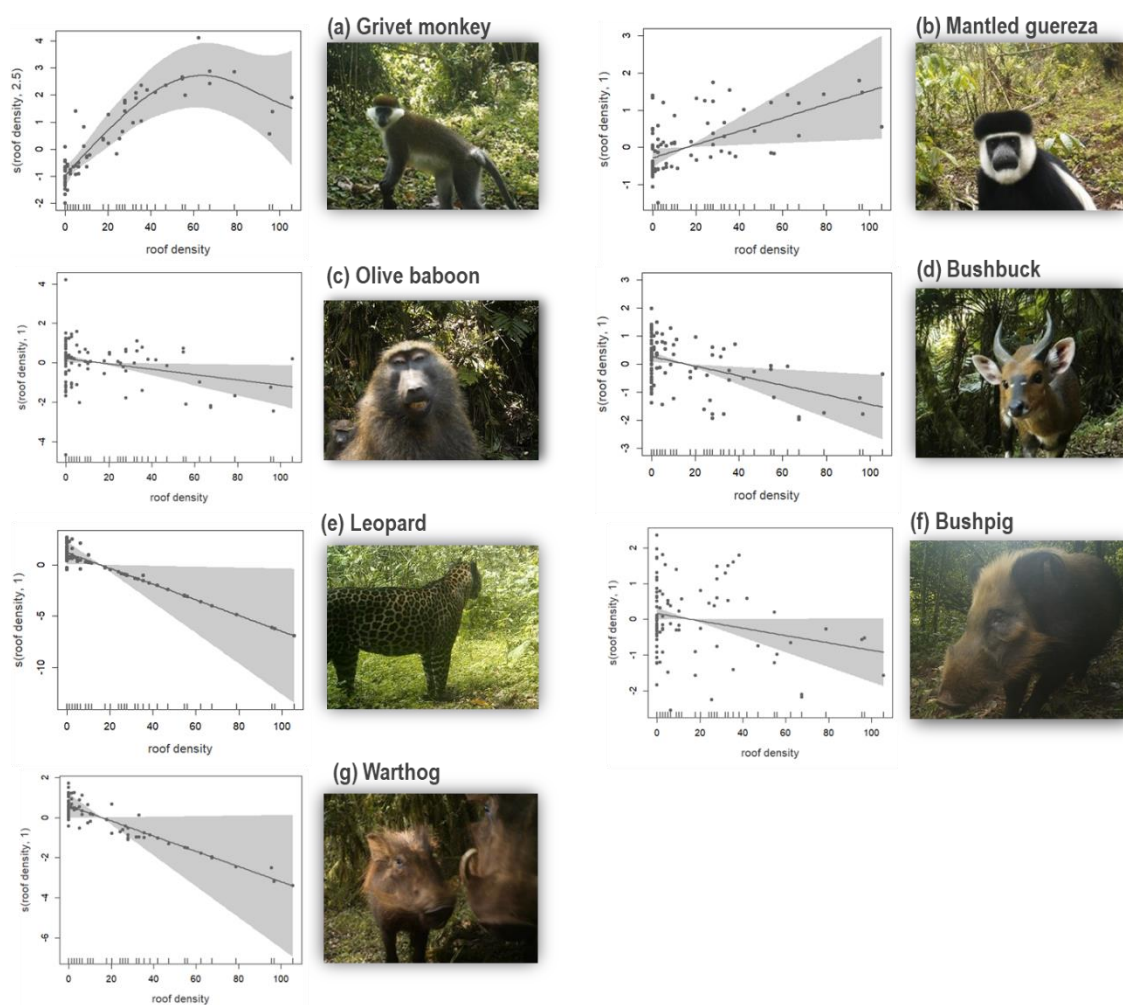 (a) Grivet monkey
s(roof density, 2.5)
4
3
2
1
0
-1
-2
0 20 40 60 80 100
roof density
(b) Mantled guereza
s(roof density, 1)
3
2
1
0
-1
0 20 40 60 80 100
roof density
(c) Olive baboon
s(roof density, 1)
4
2
0
-2
-4
0 20 40 60 80 100
roof density
(d) Bushbuck
s(roof density, 1)
3
2
1
0
-1
-2
-3
0 20 40 60 80 100
roof density
(e) Leopard
s(roof density, 1)
0
-5
-10
0 20 40 60 80 100
roof density
(f) Bushpig
s(roof density, 1)
2
1
0
-1
-2
0 20 40 60 80 100
roof density
(g) Warthog
s(roof density, 1)
2
0
-2
-4
-6
0 20 40 60 80 100
roof density